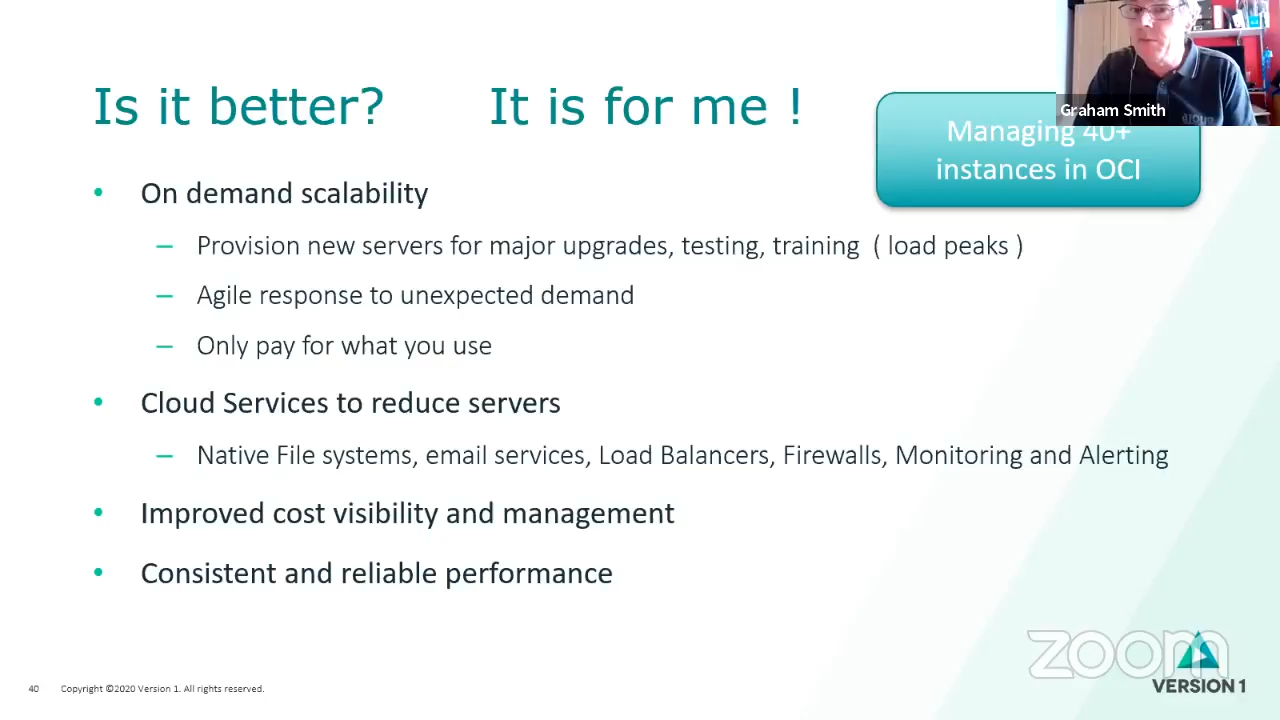 Is it better? It is for me !
Graham Smith
Managing 40+
instances in OCI
• On demand scalability
– Provision new servers for major upgrades, testing, training ( load peaks )
– Agile response to unexpected demand
– Only pay for what you use
• Cloud Services to reduce servers
– Native File systems, email services, Load Balancers, Firewalls, Monitoring and Alerting
• Improved cost visibility and management
• Consistent and reliable performance
zoom
VERSION 1
40 Copyright ©2020 Version 1. All rights reserved.